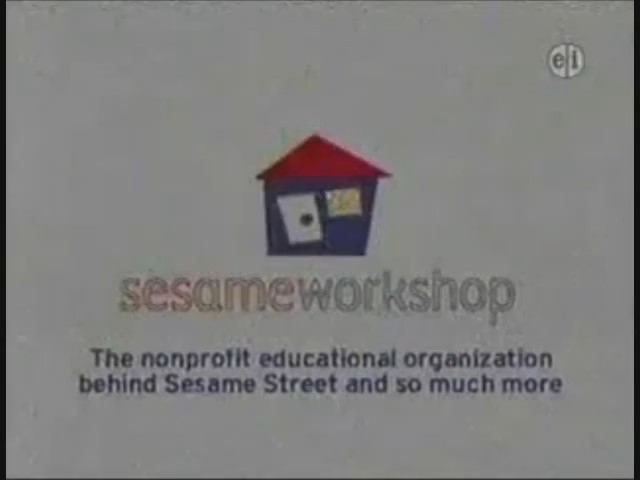 e/i
sesameworkshop
The nonprofit educational organization
behind Sesame Street and so much more